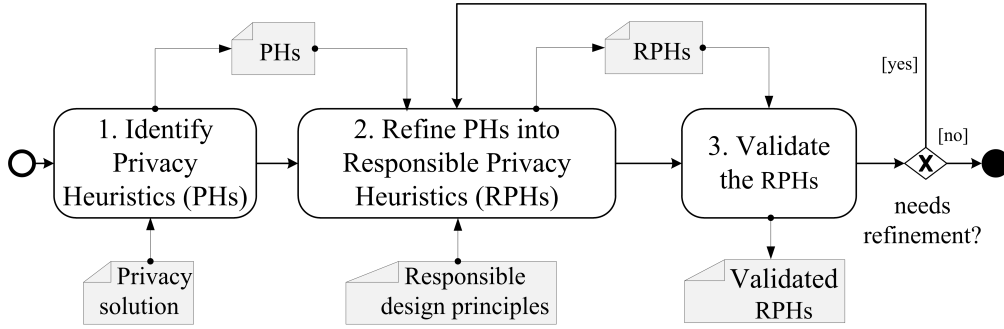 PHs
RPHs
[yes]
1. Identify
Privacy
Heuristics (PHs)
2. Refine PHs into
Responsible Privacy
Heuristics (RPHs)
3. Validate
the RPHs
X
[no]
needs
refinement?
Privacy
solution
Responsible
design principles
Validated
RPHs